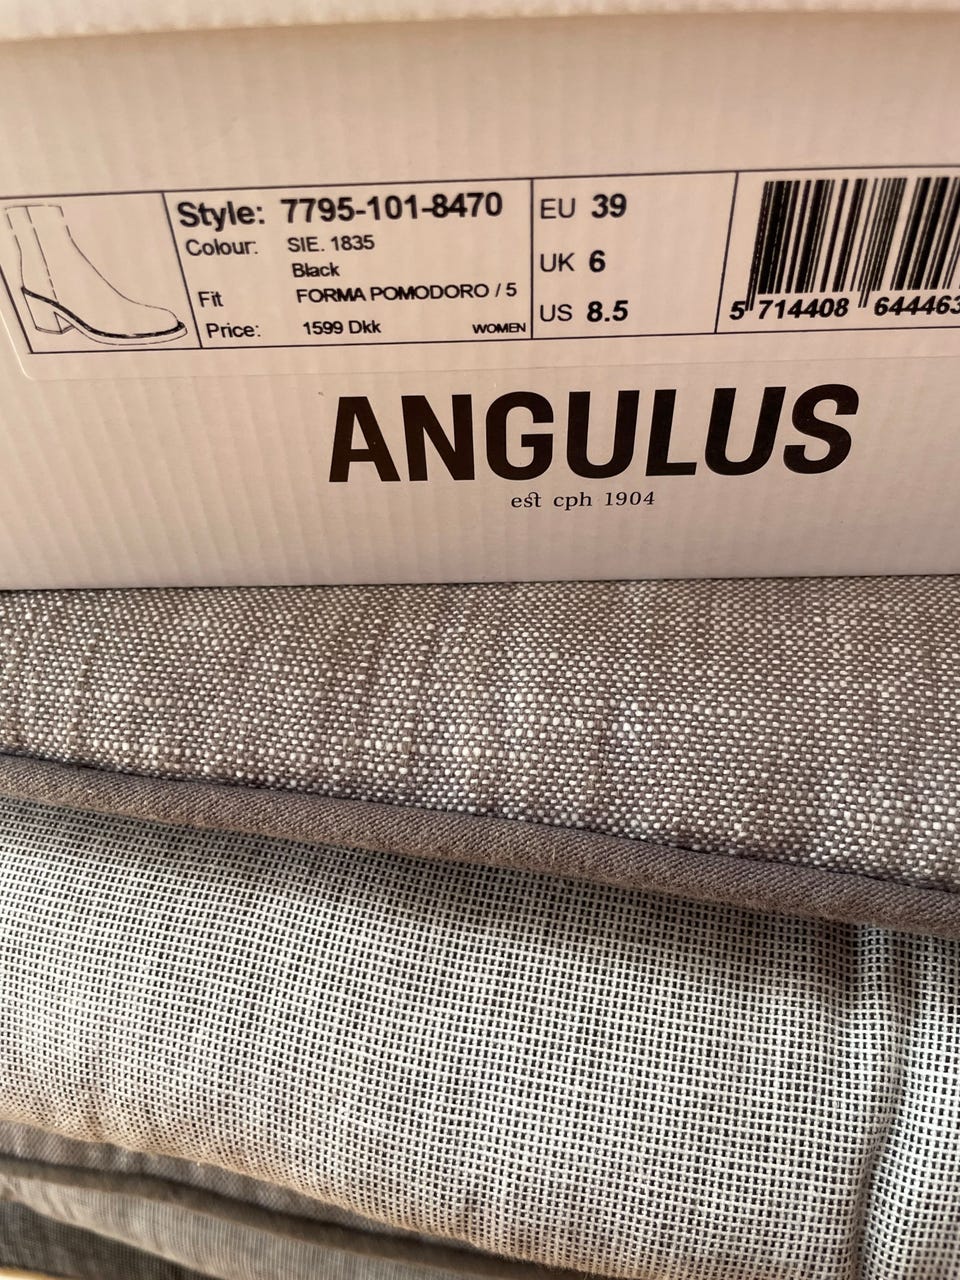 Style: 7795-101-8470
Colour: SIE. 1835
Black
Fit FORMA POMODORO / 5
Price: 1599 Dkk WOMEN
EU 39
UK 6
US 8.5
5 714408 644463
ANGULUS
est cph 1904